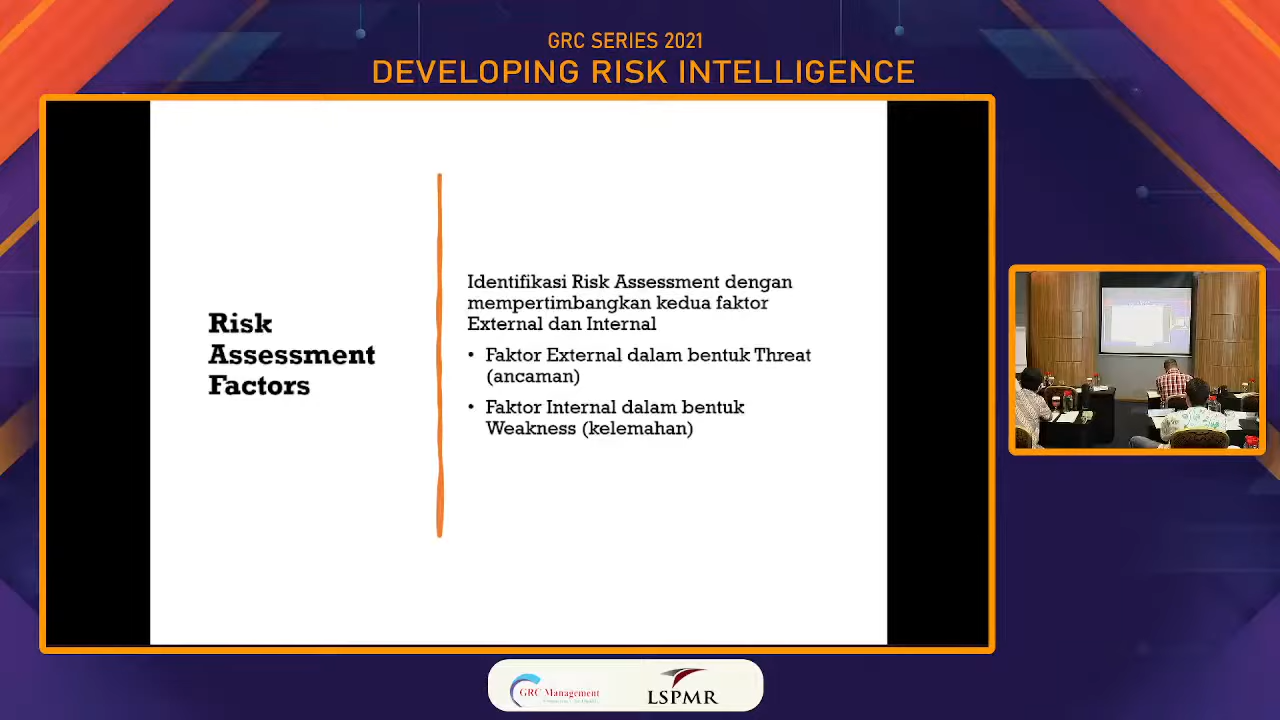 GRC SERIES 2021
DEVELOPING RISK INTELLIGENCE
Risk
Assessment
Factors
Identifikasi Risk Assessment dengan
mempertimbangkan kedua faktor
External dan Internal
• Faktor External dalam bentuk Threat
(ancaman)
• Faktor Internal dalam bentuk
Weakness (kelemahan)
GRC Management
LSPMR